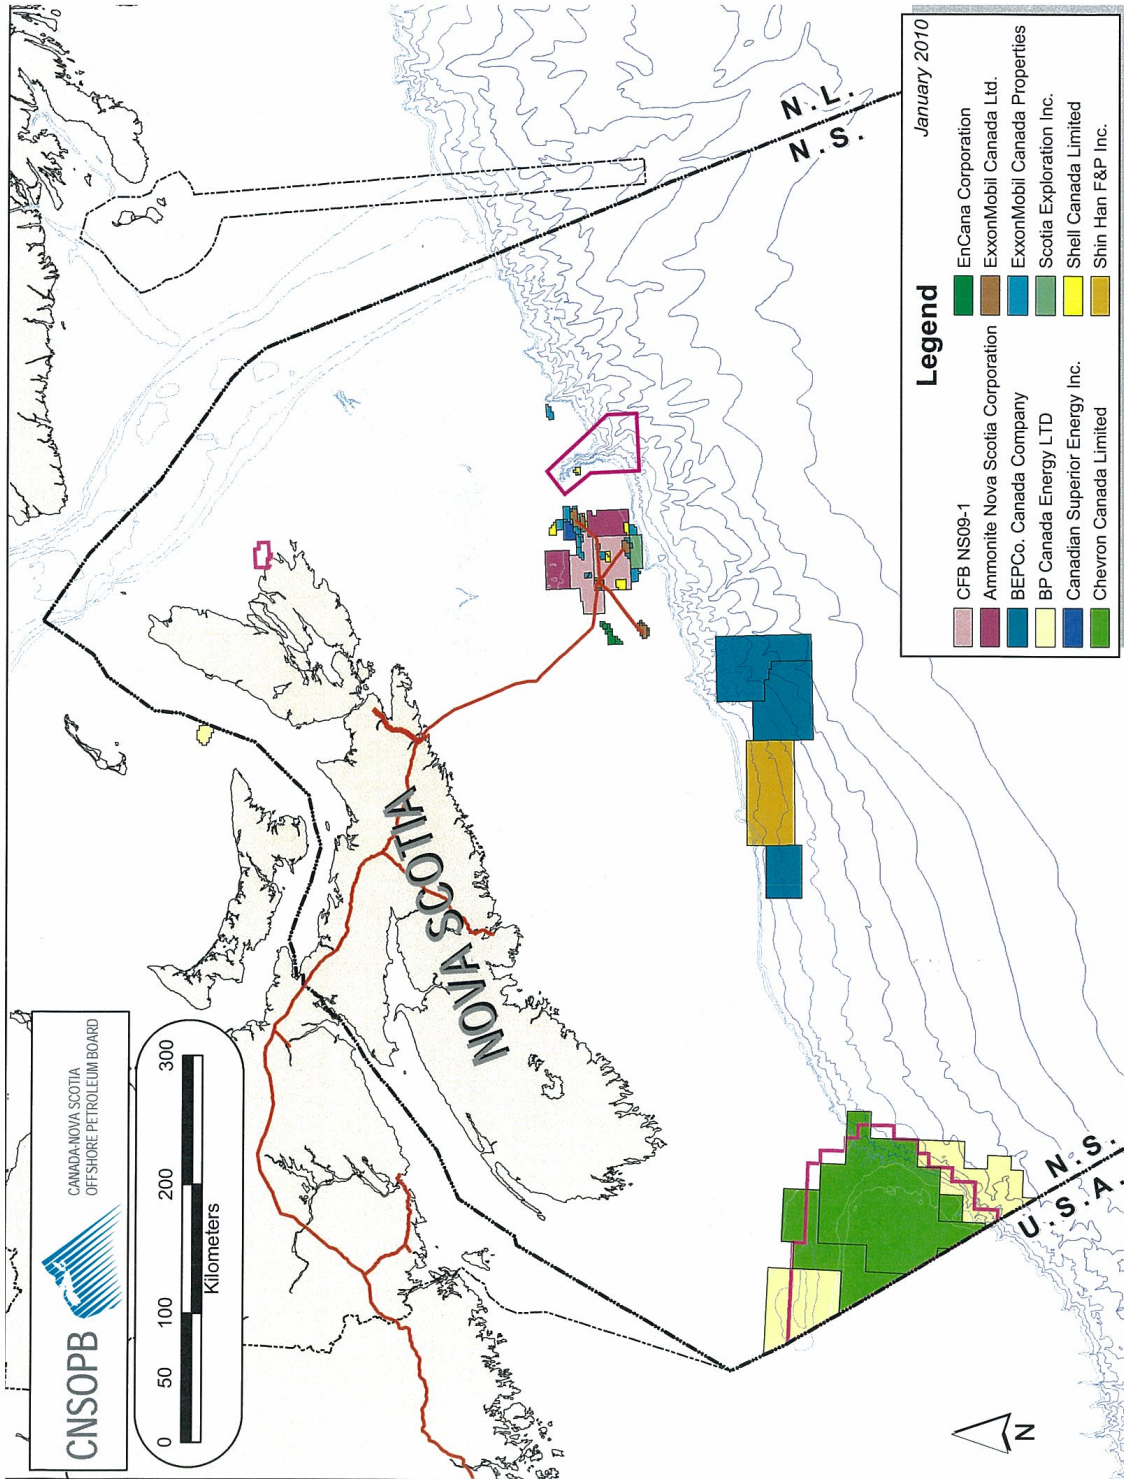 CNSOPB
CANADA-NOVA SCOTIA
OFFSHORE PETROLEUM BOARD
0 50 100 200 300
Kilometers
NOVA SCOTIA
N.L.
N.S.
N.S.
U.S.A.
N
January 2010
Legend
CFB NS09-1
Ammonite Nova Scotia Corporation
BEPCo. Canada Company
BP Canada Energy LTD
Canadian Superior Energy Inc.
Chevron Canada Limited
EnCana Corporation
ExxonMobil Canada Ltd.
ExxonMobil Canada Properties
Scotia Exploration Inc.
Shell Canada Limited
Shin Han F&P Inc.